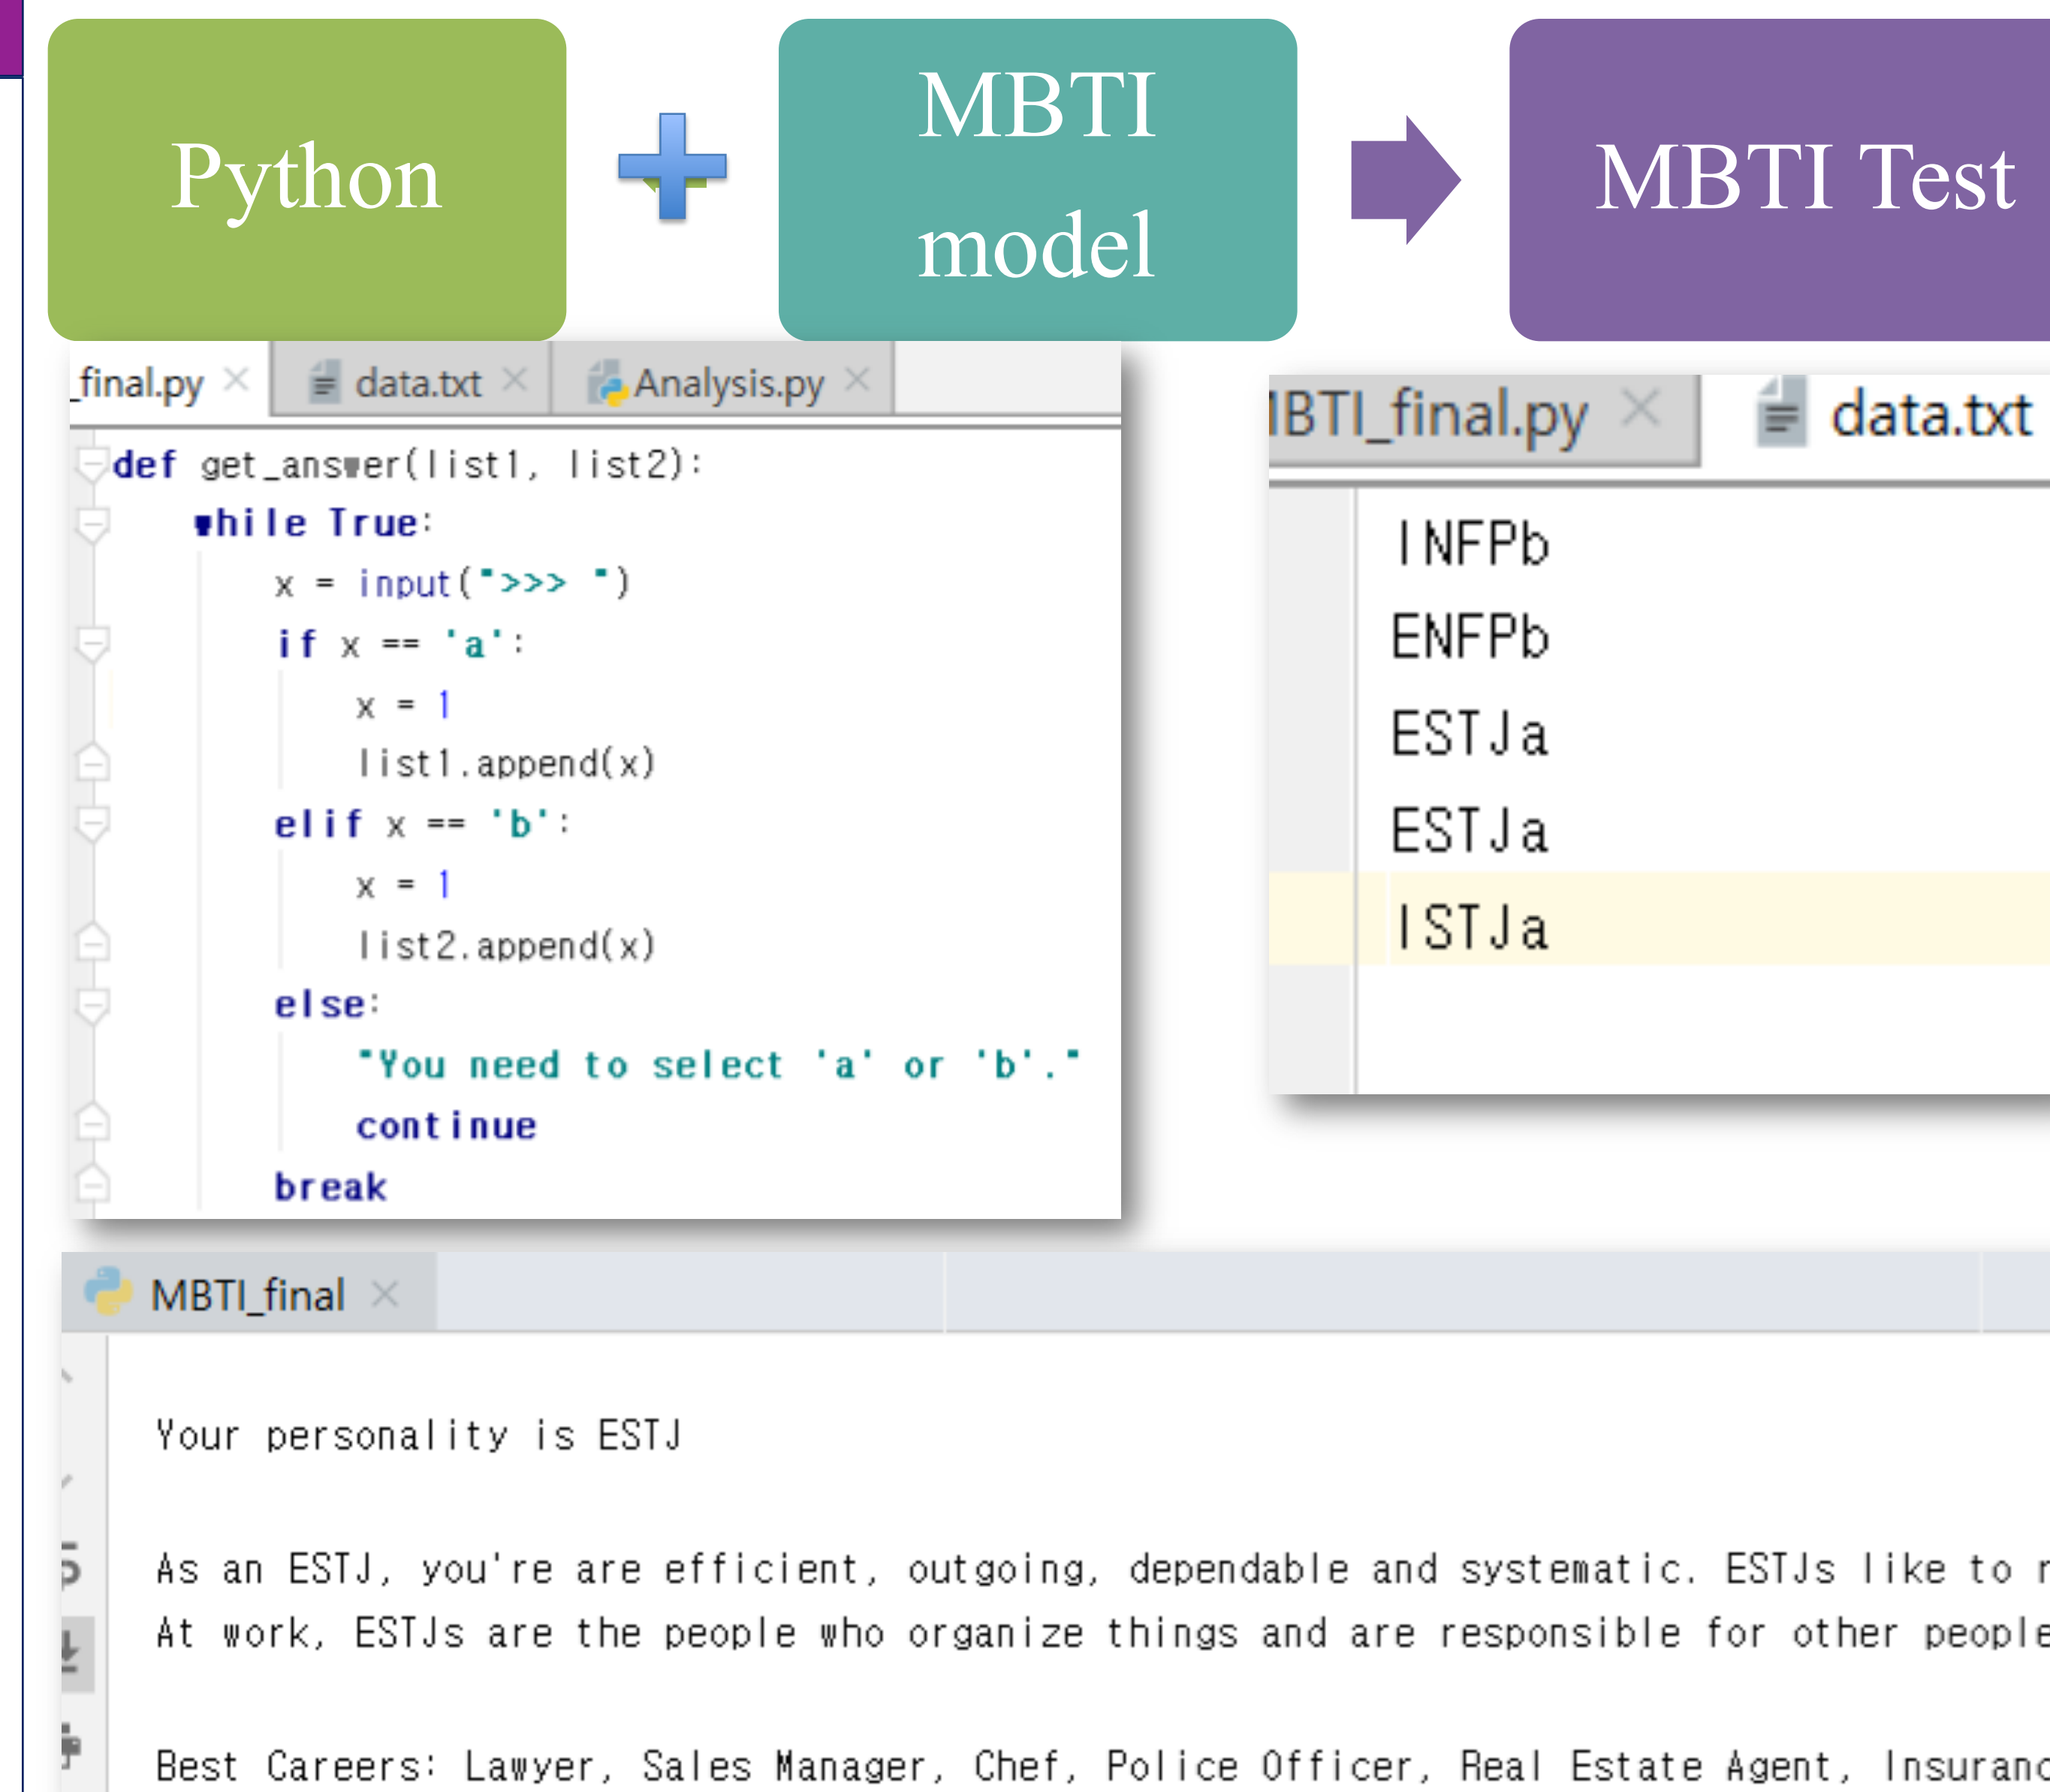 Python
MBTI
model
MBTI Test
_final.py
data.txt
Analysis.py
def get_answer(list1, list2):
while True:
x = input(">>> ")
if x == 'a':
x = 1
list1.append(x)
elif x == 'b':
x = 1
list2.append(x)
else:
"You need to select 'a' or 'b'."
continue
break
MBTI_final.py
data.txt
INFPb
ENFPb
ESTJa
ESTJa
ISTJa
MBTI_final
Your personality is ESTJ
As an ESTJ, you're are efficient, outgoing, dependable and systematic. ESTJs like to
At work, ESTJs are the people who organize things and are responsible for other people
Best Careers: Lawyer, Sales Manager, Chef, Police Officer, Real Estate Agent,